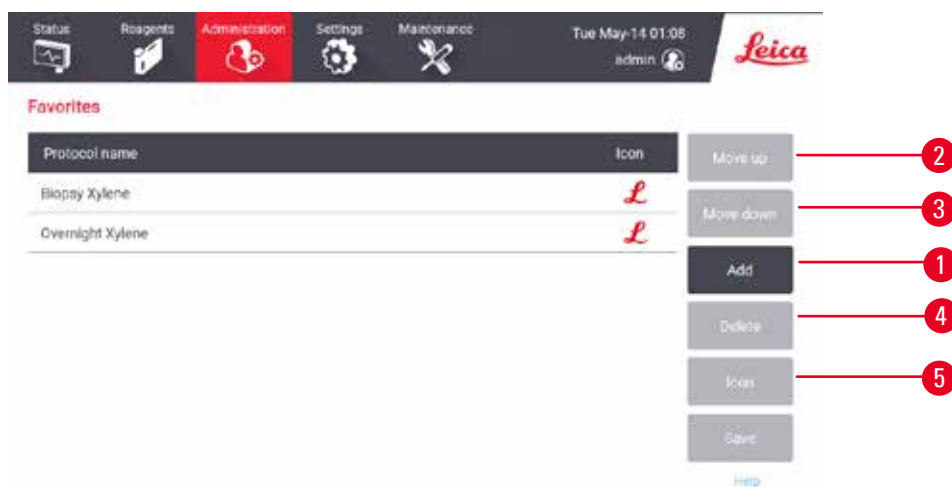 Status Reagents Administration Settings Maintenance
Tue May-14 01:08
admin
Leica
Favorites
Protocol name Icon
Biopsy Xylene L
Overnight Xylene L
Move up 2
Move down 3
Add 1
Delete 4
Icon 5
Save
Help